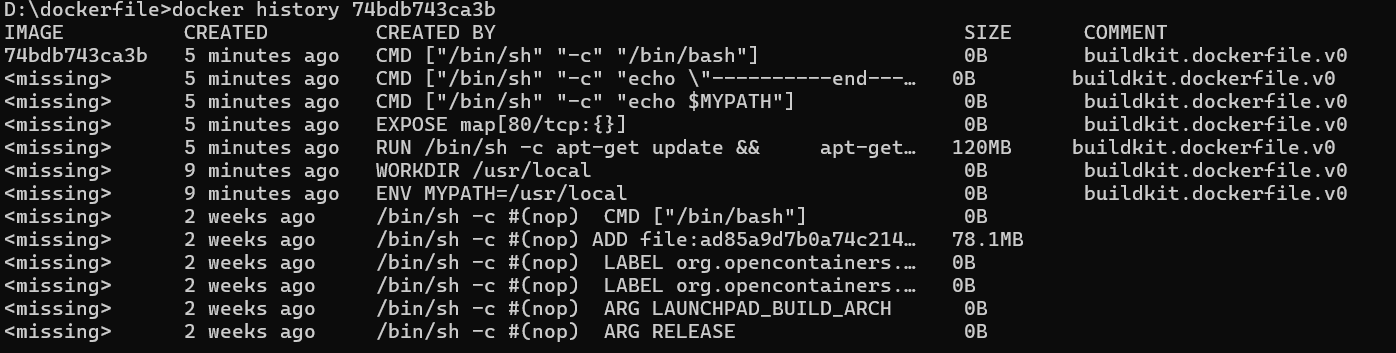 D:\dockerfile>docker history 74bdb743ca3b
IMAGE          CREATED         CREATED BY                                      SIZE      COMMENT
74bdb743ca3b   5 minutes ago   CMD ["/bin/sh" "-c" "/bin/bash"]                 0B        buildkit.dockerfile.v0
<missing>      5 minutes ago   CMD ["/bin/sh" "-c" "echo \"----------end---…   0B        buildkit.dockerfile.v0
<missing>      5 minutes ago   CMD ["/bin/sh" "-c" "echo $MYPATH"]              0B        buildkit.dockerfile.v0
<missing>      5 minutes ago   EXPOSE map[80/tcp:{}]                            0B        buildkit.dockerfile.v0
<missing>      5 minutes ago   RUN /bin/sh -c apt-get update &&     apt-get…   120MB     buildkit.dockerfile.v0
<missing>      9 minutes ago   WORKDIR /usr/local                               0B        buildkit.dockerfile.v0
<missing>      9 minutes ago   ENV MYPATH=/usr/local                            0B        buildkit.dockerfile.v0
<missing>      2 weeks ago     /bin/sh -c #(nop)  CMD ["/bin/bash"]             0B
<missing>      2 weeks ago     /bin/sh -c #(nop) ADD file:ad85a9d7b0a74c214…   78.1MB
<missing>      2 weeks ago     /bin/sh -c #(nop)  LABEL org.opencontainers.…   0B
<missing>      2 weeks ago     /bin/sh -c #(nop)  LABEL org.opencontainers.…   0B
<missing>      2 weeks ago     /bin/sh -c #(nop)  ARG LAUNCHPAD_BUILD_ARCH      0B
<missing>      2 weeks ago     /bin/sh -c #(nop)  ARG RELEASE                   0B